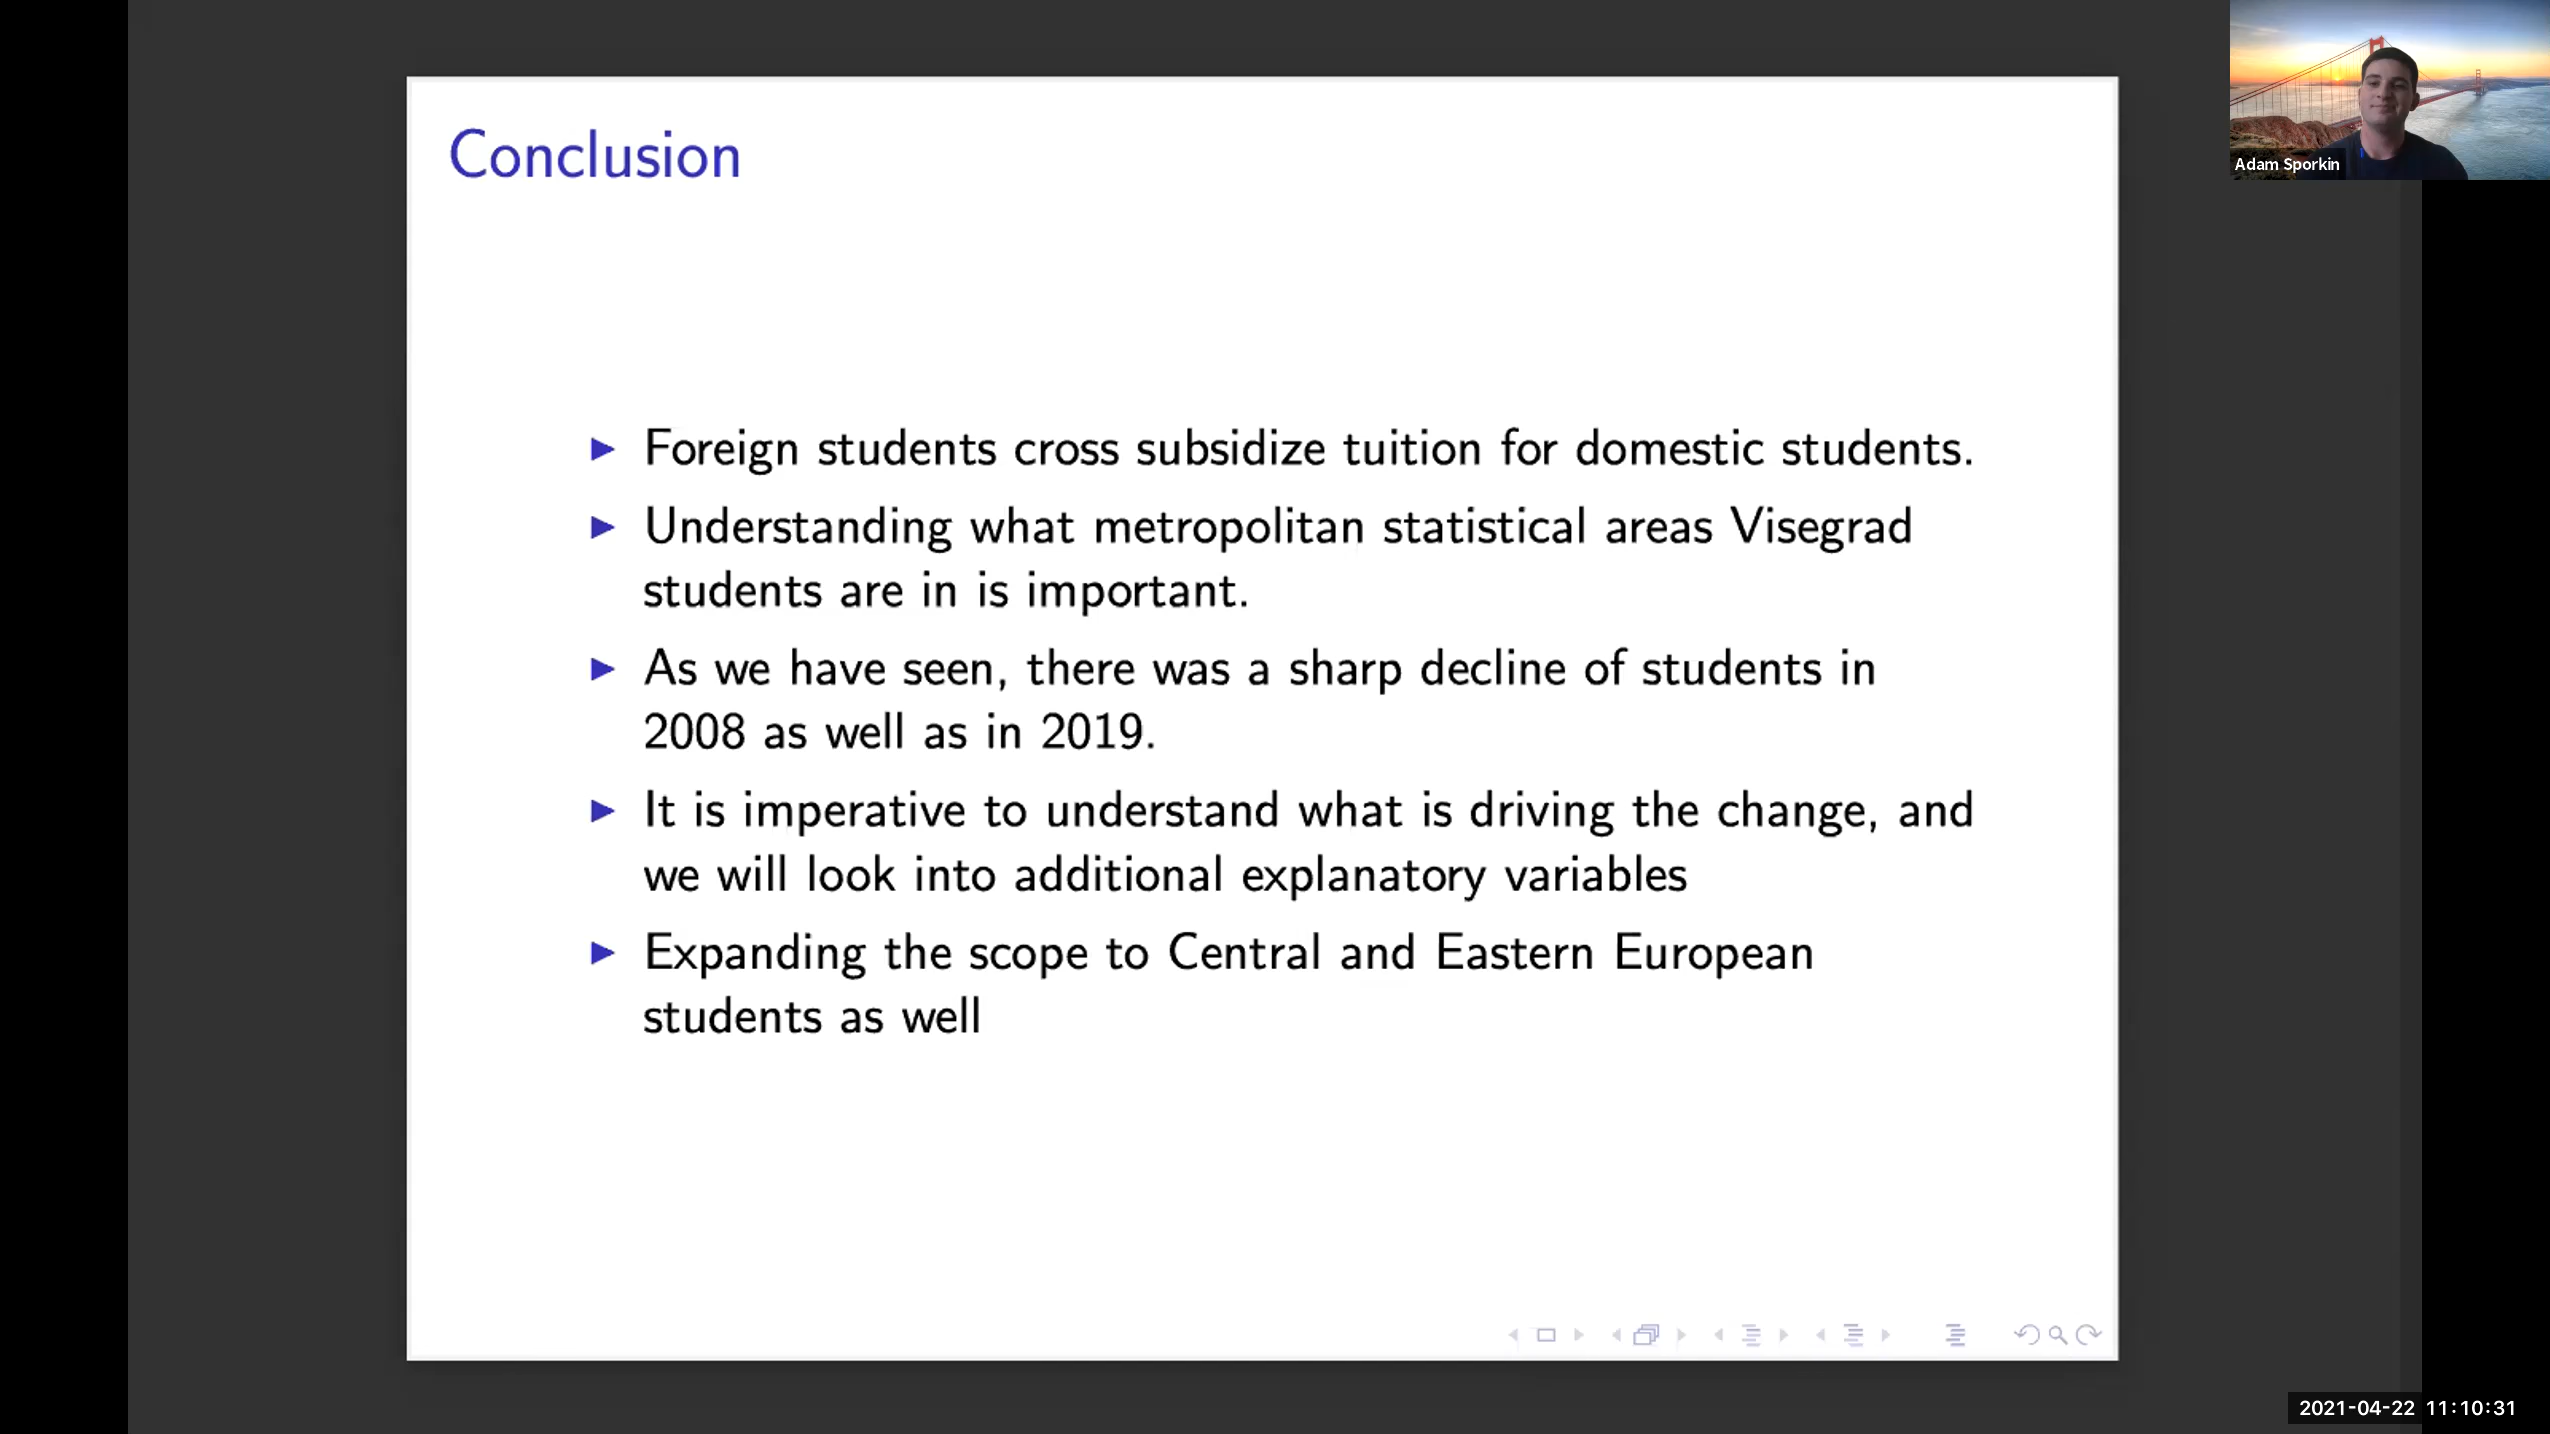 Conclusion
Adam Sporkin
Foreign students cross subsidize tuition for domestic students.
Understanding what metropolitan statistical areas Visegrad
students are in is important.
As we have seen, there was a sharp decline of students in
2008 as well as in 2019.
It is imperative to understand what is driving the change, and
we will look into additional explanatory variables
Expanding the scope to Central and Eastern European
students as well
2021-04-22 11:10:31